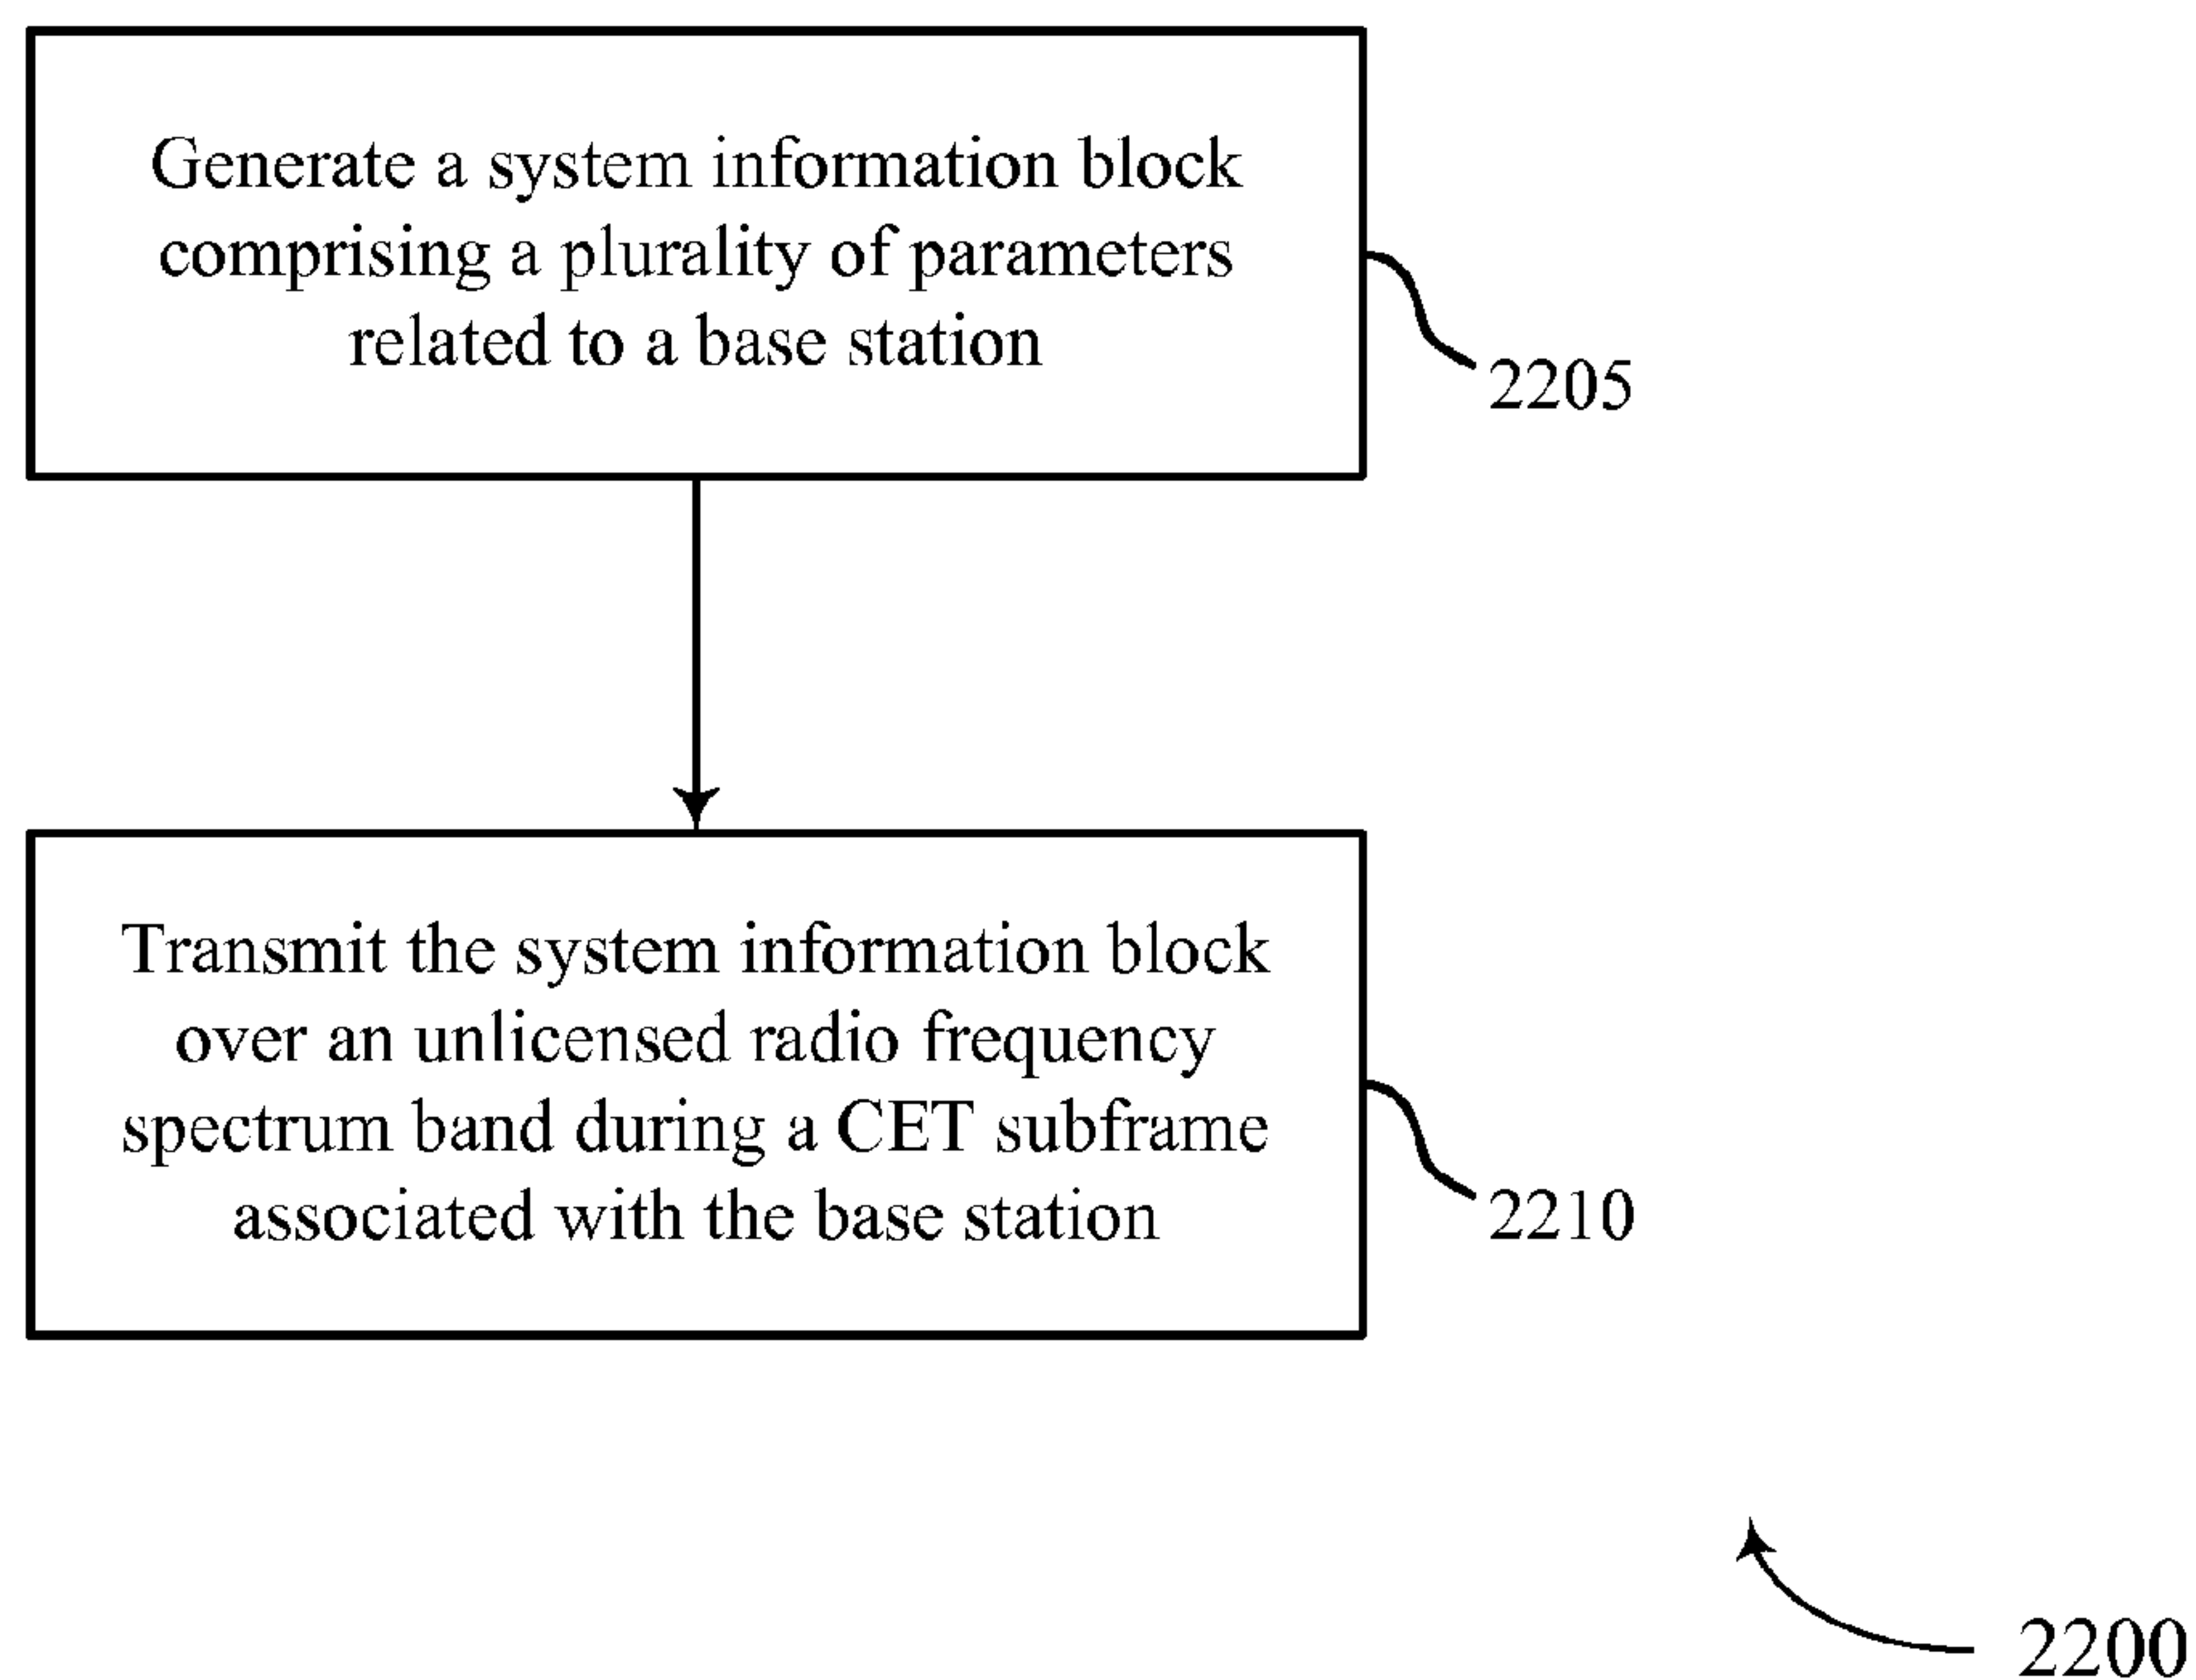 Generate a system information block
comprising a plurality of parameters
related to a base station
2205
Transmit the system information block
over an unlicensed radio frequency
spectrum band during a CET subframe
associated with the base station
2210
2200